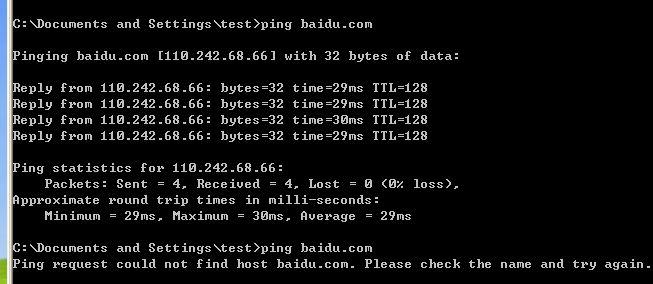 C:\Documents and Settings\test>ping baidu.com
Pinging baidu.com [110.242.68.66] with 32 bytes of data:
Reply from 110.242.68.66: bytes=32 time=29ms TTL=128
Reply from 110.242.68.66: bytes=32 time=29ms TTL=128
Reply from 110.242.68.66: bytes=32 time=30ms TTL=128
Reply from 110.242.68.66: bytes=32 time=29ms TTL=128
Ping statistics for 110.242.68.66:
    Packets: Sent = 4, Received = 4, Lost = 0 (0% loss),
Approximate round trip times in milli-seconds:
    Minimum = 29ms, Maximum = 30ms, Average = 29ms
C:\Documents and Settings\test>ping baidu.com
Ping request could not find host baidu.com. Please check the name and try again.